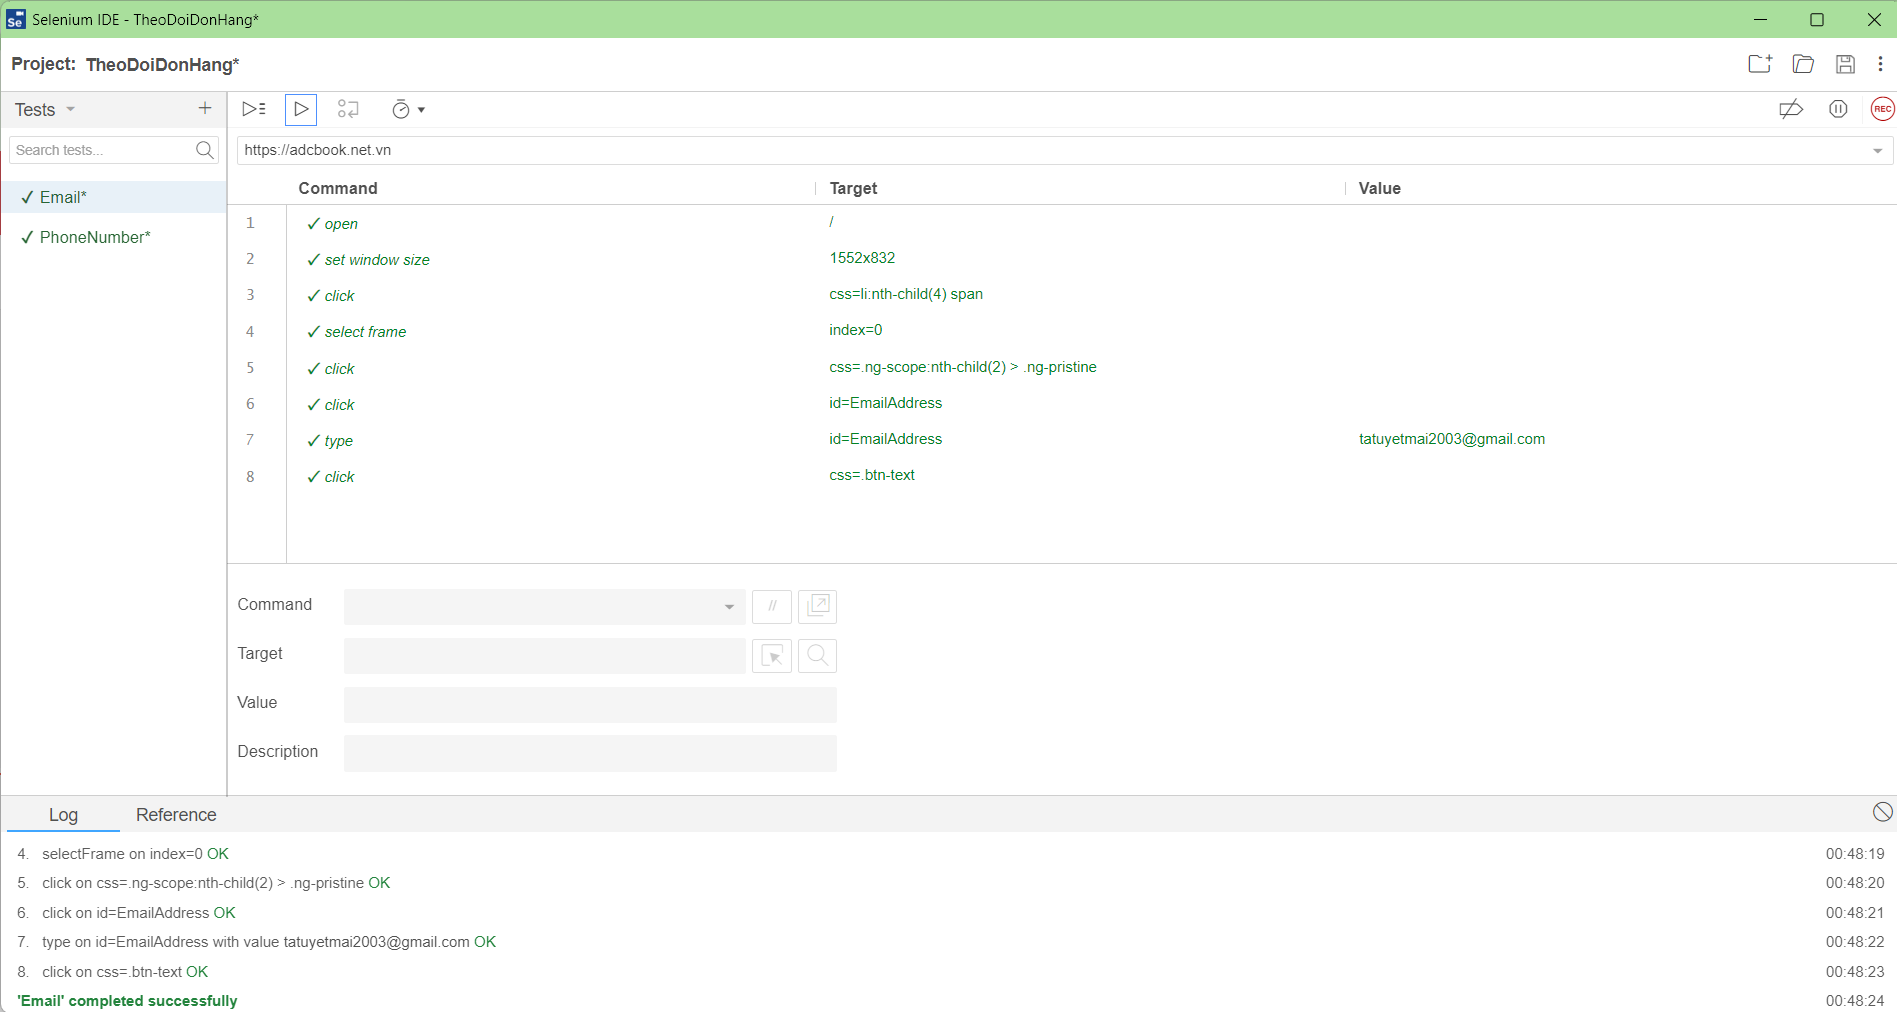 Selenium IDE - TheoDoiDonHang*
Project: TheoDoiDonHang*
Tests
REC
Search tests...
https://adcbook.net.vn
Email*
PhoneNumber*
Command Target Value
1 open /
2 set window size 1552x832
3 click css=li:nth-child(4) span
4 select frame index=0
5 click css=.ng-scope:nth-child(2) > .ng-pristine
6 click id=EmailAddress
7 type id=EmailAddress tatuyetmai2003@gmail.com
8 click css=.btn-text
Command //
Target
Value
Description
Log Reference
4. selectFrame on index=0 OK 00:48:19
5. click on css=.ng-scope:nth-child(2) > .ng-pristine OK 00:48:20
6. click on id=EmailAddress OK 00:48:21
7. type on id=EmailAddress with value tatuyetmai2003@gmail.com OK 00:48:22
8. click on css=.btn-text OK 00:48:23
'Email' completed successfully 00:48:24